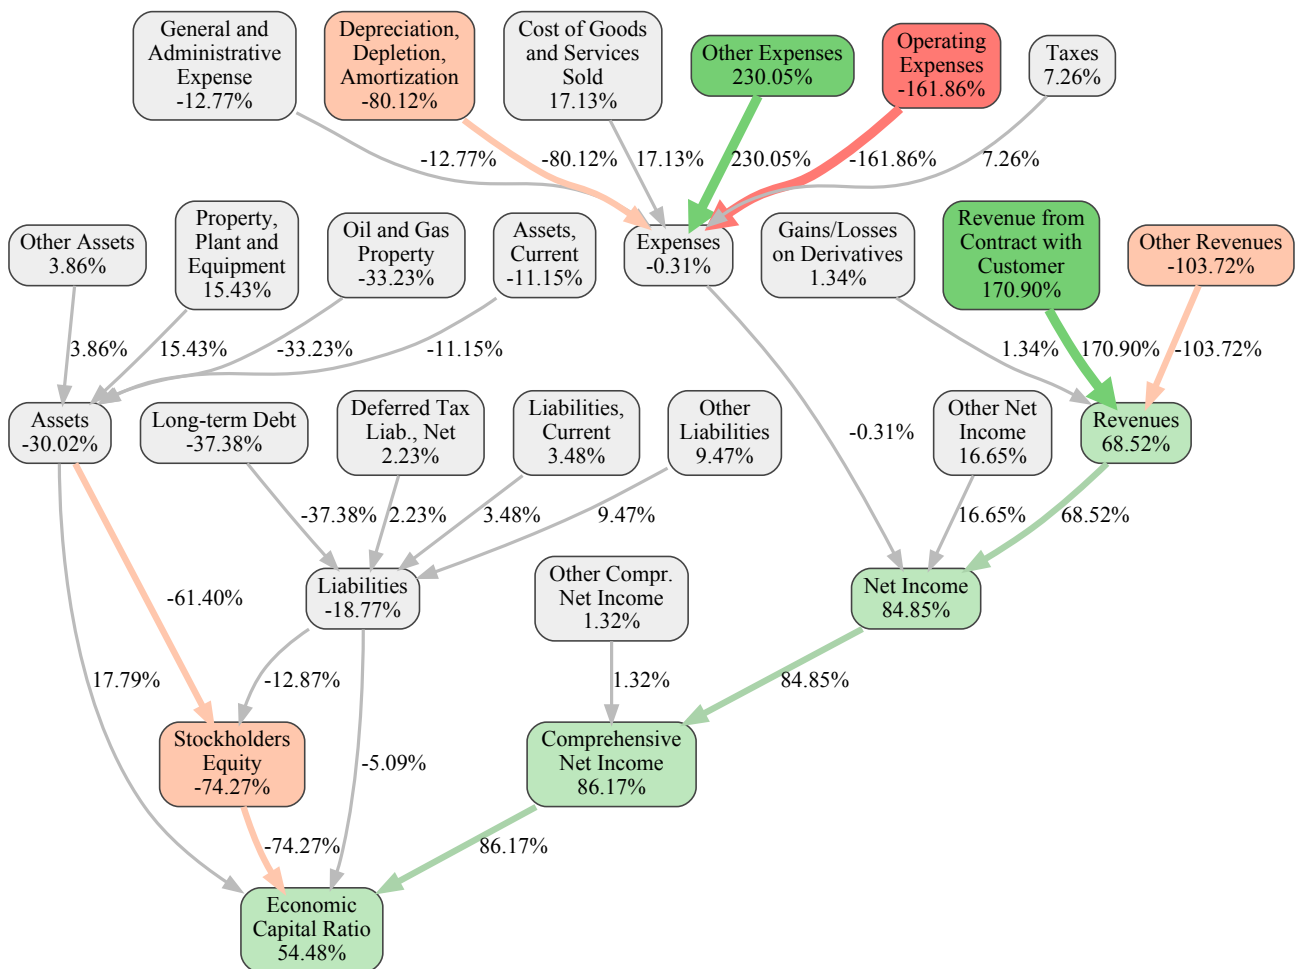 General and
Administrative
Expense
-12.77%
Depreciation,
Depletion,
Amortization
-80.12%
Cost of Goods
and Services
Sold
17.13%
Other Expenses
230.05%
Operating
Expenses
-161.86%
Taxes
7.26%
-12.77%
-80.12%
17.13%
230.05%
-161.86%
7.26%
Other Assets
3.86%
Property,
Plant and
Equipment
15.43%
Oil and Gas
Property
-33.23%
Assets,
Current
-11.15%
Expenses
-0.31%
Gains/Losses
on Derivatives
1.34%
Revenue from
Contract with
Customer
170.90%
Other Revenues
-103.72%
3.86%
15.43%
-33.23%
-11.15%
1.34%
170.90%
-103.72%
Assets
-30.02%
Long-term Debt
-37.38%
Deferred Tax
Liab., Net
2.23%
Liabilities,
Current
3.48%
Other
Liabilities
9.47%
-0.31%
Other Net
Income
16.65%
Revenues
68.52%
-37.38%
2.23%
3.48%
9.47%
16.65%
68.52%
-61.40%
Liabilities
-18.77%
Other Compr.
Net Income
1.32%
Net Income
84.85%
17.79%
-12.87%
1.32%
84.85%
Stockholders
Equity
-74.27%
-5.09%
Comprehensive
Net Income
86.17%
-74.27%
86.17%
Economic
Capital Ratio
54.48%